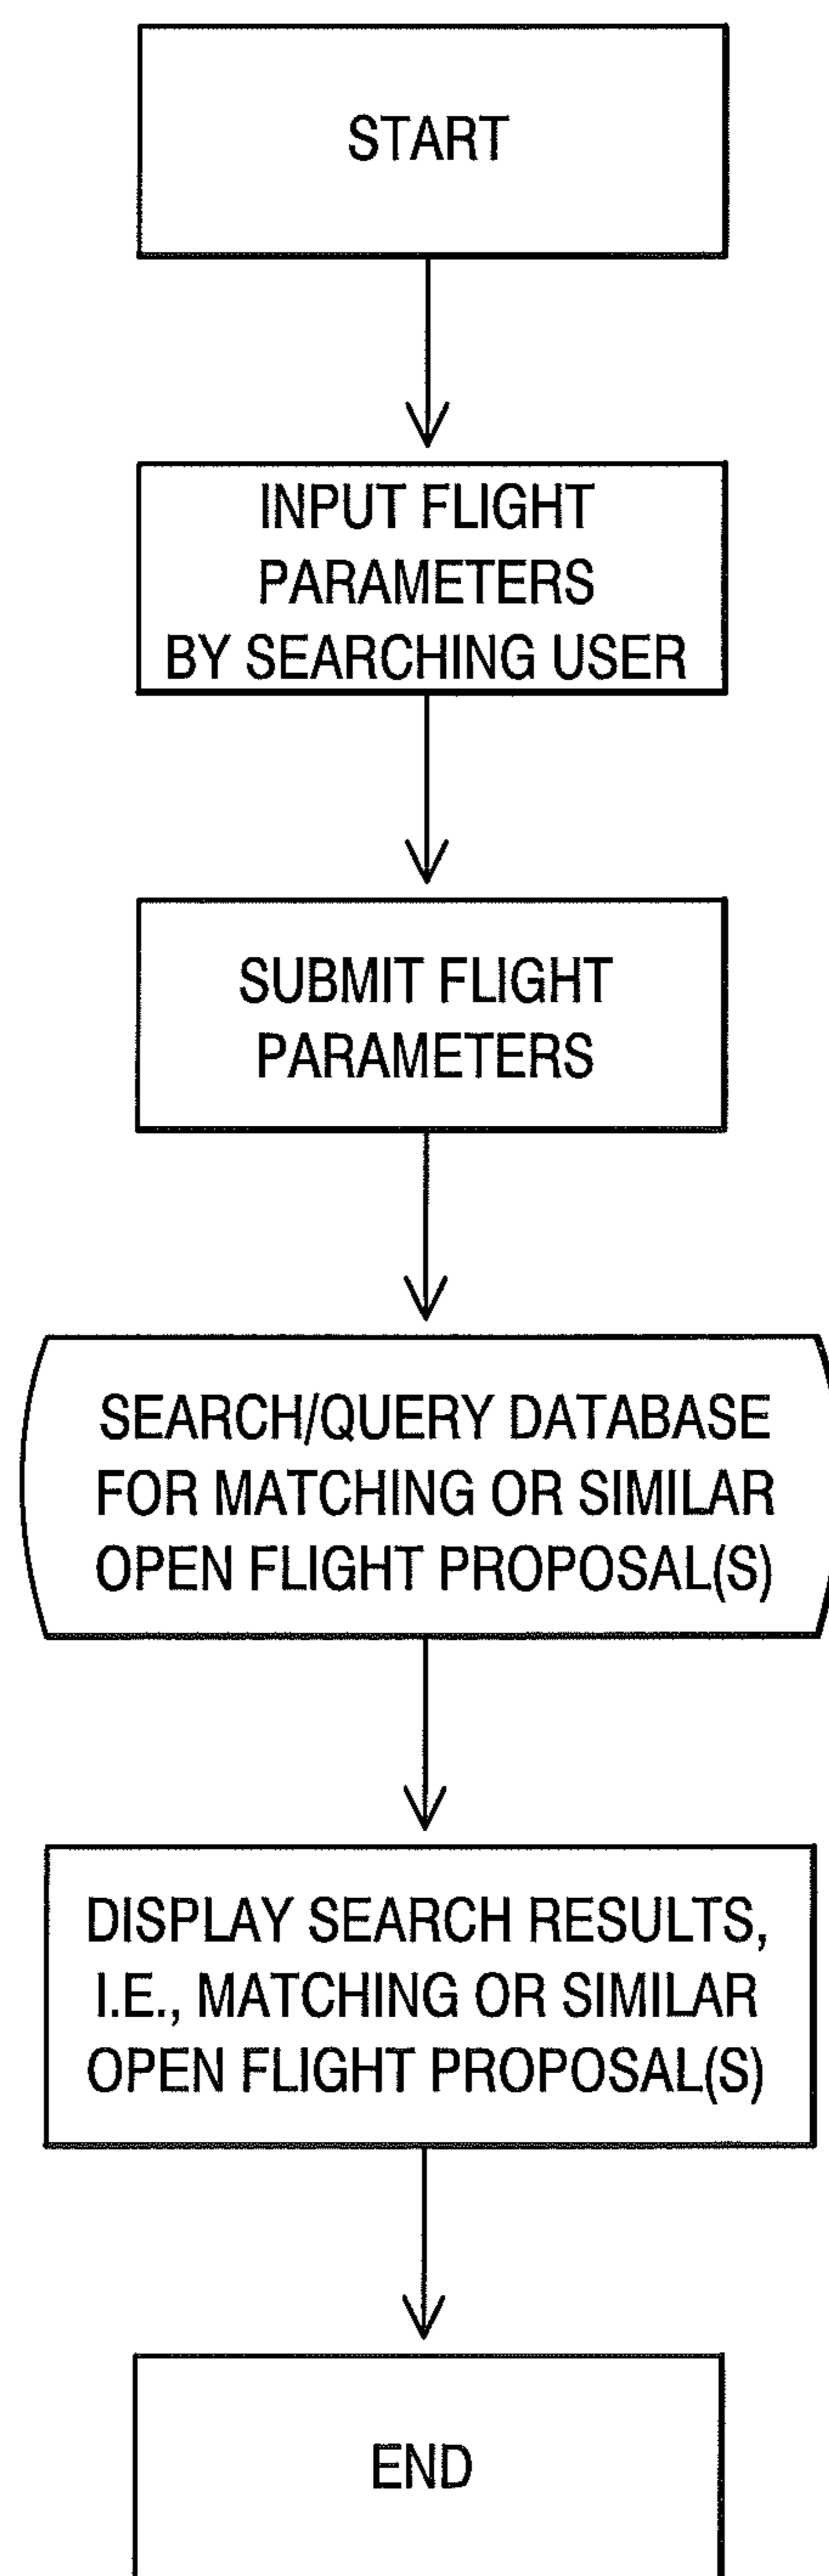 START
INPUT FLIGHT
PARAMETERS
BY SEARCHING USER
SUBMIT FLIGHT
PARAMETERS
SEARCH/QUERY DATABASE
FOR MATCHING OR SIMILAR
OPEN FLIGHT PROPOSAL(S)
DISPLAY SEARCH RESULTS,
I.E., MATCHING OR SIMILAR
OPEN FLIGHT PROPOSAL(S)
END